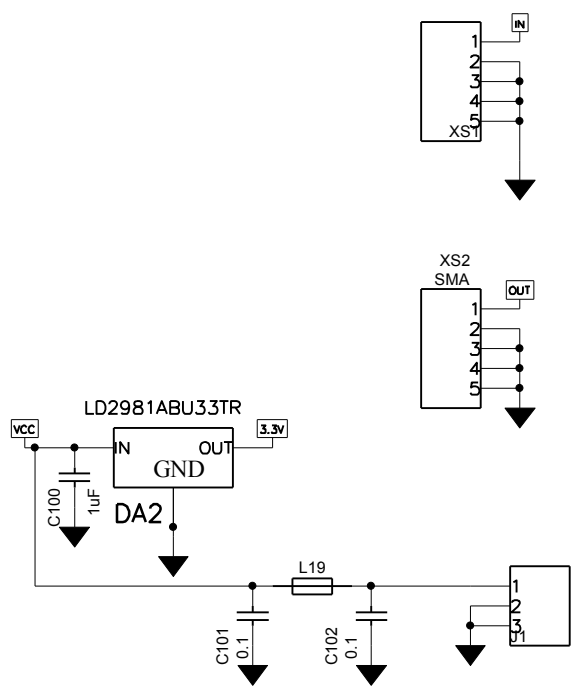 IN
1
2
3
4
5
XS1
XS2
SMA
OUT
1
2
3
4
5
LD2981ABU33TR
VCC
3.3V
IN
OUT
GND
C100
1uF
DA2
L19
1
2
3
J1
C101
0.1
C102
0.1